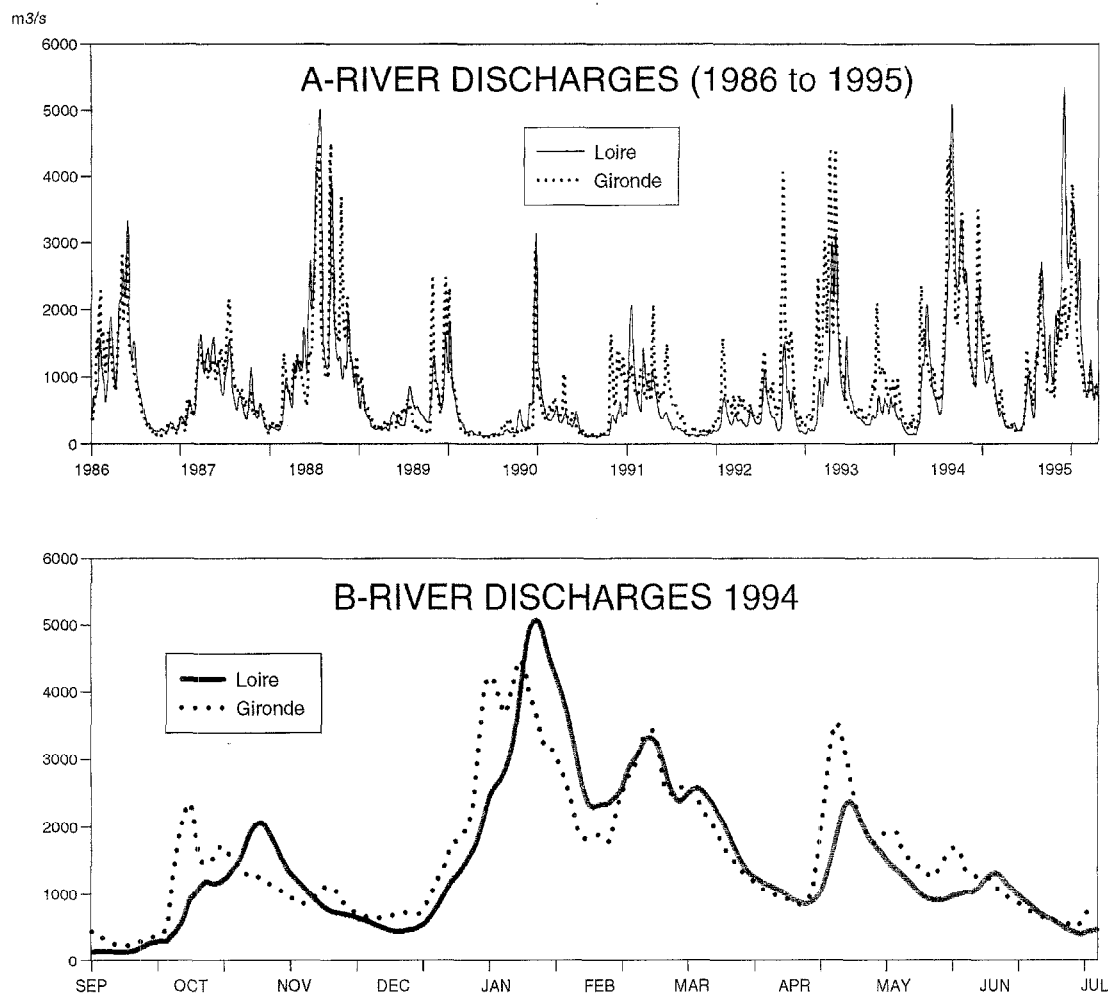 m3/s
A-RIVER DISCHARGES (1986 to 1995)
Loire
Gironde
6000
5000
4000
3000
2000
1000
0
1986 1987 1988 1989 1990 1991 1992 1993 1994 1995
B-RIVER DISCHARGES 1994
Loire
Gironde
6000
5000
4000
3000
2000
1000
0
SEP OCT NOV DEC JAN FEB MAR APR MAY JUN JUL